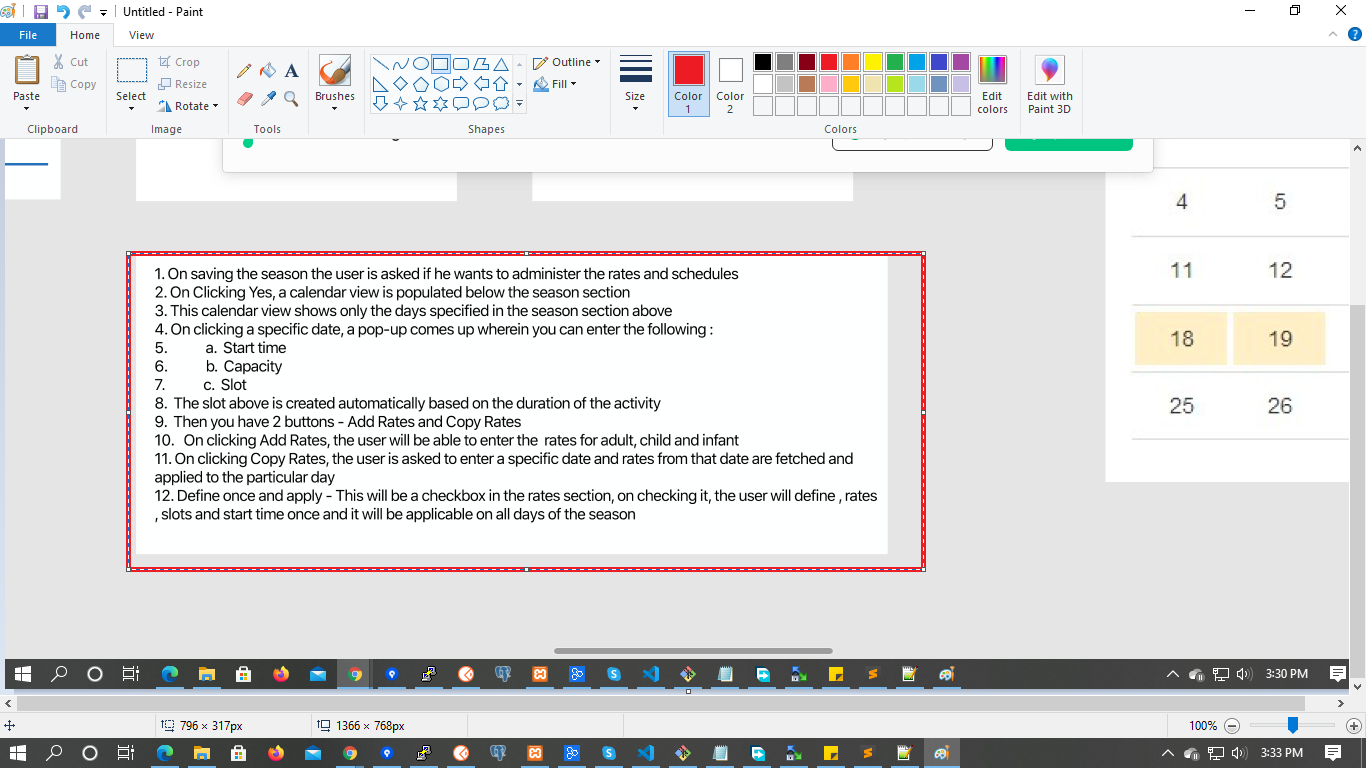 Untitled - Paint
File Home View
Paste
Cut
Copy
Clipboard
Select
Crop
Resize
Rotate
Image
A
Tools
Brushes
Outline
Fill
Shapes
Size
Color 1
Color 2
Edit colors
Colors
Edit with Paint 3D
4 5
11 12
18 19
25 26
1. On saving the season the user is asked if he wants to administer the rates and schedules
2. On Clicking Yes, a calendar view is populated below the season section
3. This calendar view shows only the days specified in the season section above
4. On clicking a specific date, a pop-up comes up wherein you can enter the following :
5. a. Start time
6. b. Capacity
7. c. Slot
8. The slot above is created automatically based on the duration of the activity
9. Then you have 2 buttons - Add Rates and Copy Rates
10. On clicking Add Rates, the user will be able to enter the rates for adult, child and infant
11. On clicking Copy Rates, the user is asked to enter a specific date and rates from that date are fetched and
applied to the particular day
12. Define once and apply - This will be a checkbox in the rates section, on checking it, the user will define , rates
, slots and start time once and it will be applicable on all days of the season
3:30 PM
796 × 317px
1366 × 768px
100%
3:33 PM